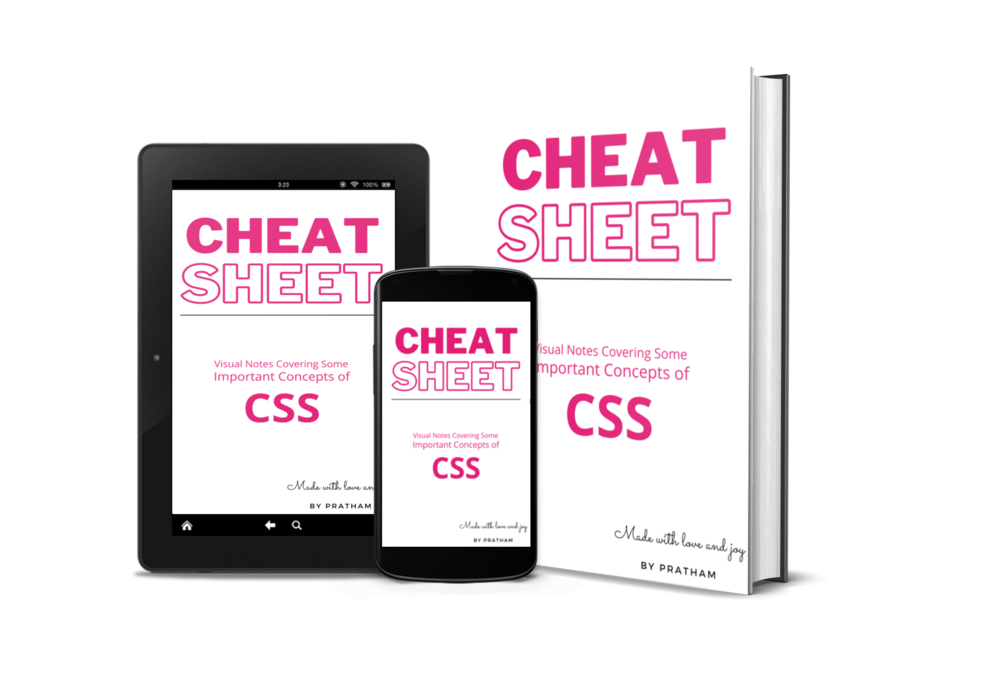 3:23 100%
CHEAT
SHEET
Visual Notes Covering Some
Important Concepts of
CSS
Made with love an
BY PRATHAM
CHEAT
SHEET
Visual Notes Covering Some
Important Concepts of
CSS
Made with love and joy
BY PRATHAM
CHEAT
SHEET
Visual Notes Covering Some
mportant Concepts of
CSS
Made with love and joy
BY PRATHAM